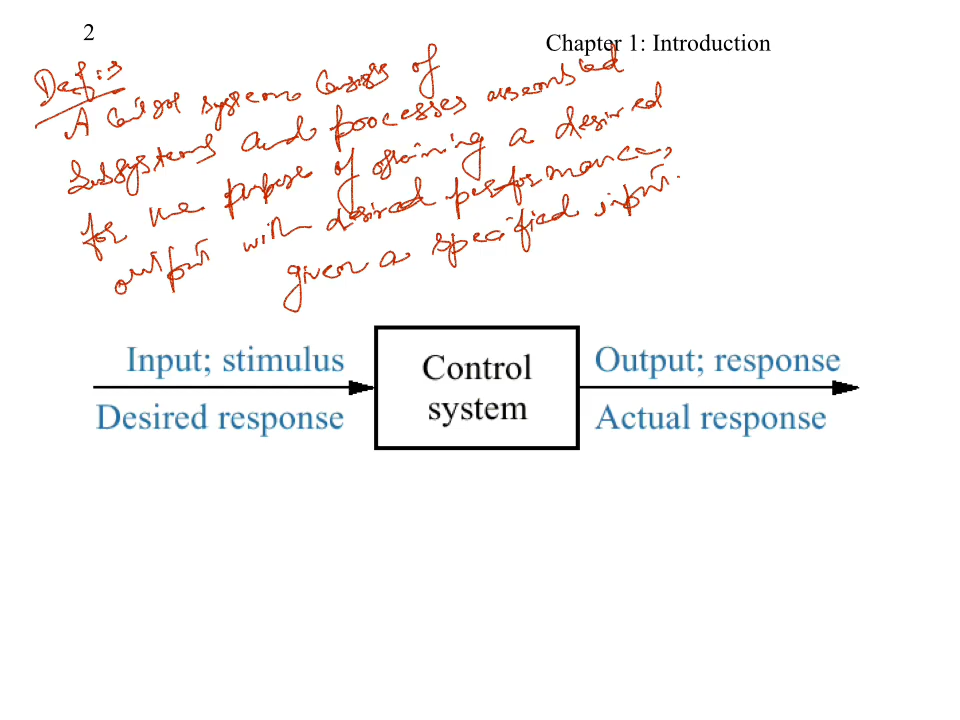 2
Chapter 1: Introduction
Defn:
A control system consists of
subsystems and processes assembled
for the purpose of obtaining a desired
output with desired performance,
given a specified input.
Input; stimulus
Desired response
Control
system
Output; response
Actual response